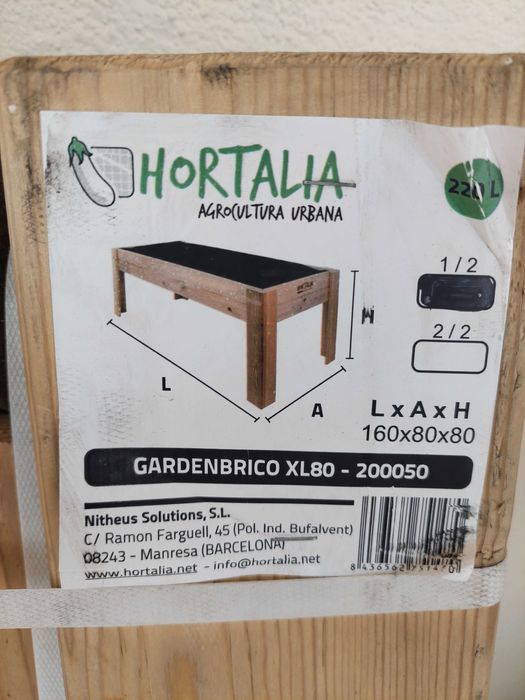 HORTALIA
AGROCULTURA URBANA
220 L
HORTALIA
1 / 2
2 / 2
H
L
A
L x A x H
160x80x80
GARDENBRICO XL80 - 200050
Nitheus Solutions, S.L.
C/ Ramon Farguell, 45 (Pol. Ind. Bufalvent)
08243 - Manresa (BARCELONA)
www.hortalia.net - info@hortalia.net